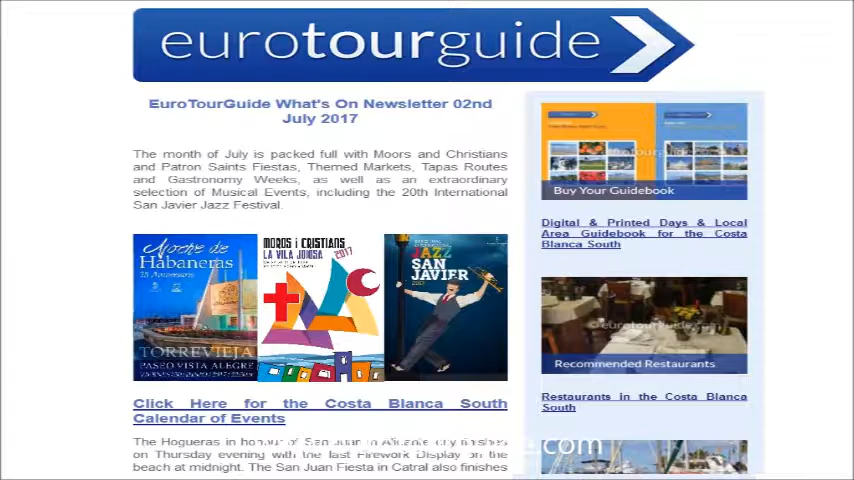 eurotourguide
EuroTourGuide What's On Newsletter 02nd
July 2017
The month of July is packed full with Moors and Christians
and Patron Saints Fiestas, Themed Markets, Tapas Routes
and Gastronomy Weeks, as well as an extraordinary
selection of Musical Events, including the 20th International
San Javier Jazz Festival.
Noche de
Habaneras
25 Aniversario
TORREVIEJA
PASEO VISTA ALEGRE
MOROS i CRISTIANS
LA VILA JOIOSA
2017
JAZZ
SAN
JAVIER
2017
Click Here for the Costa Blanca South
Calendar of Events
The Hogueras in honour of San Juan in Alicante city finishes
on Thursday evening with the last Firework Display on the
beach at midnight. The San Juan Fiesta in Catral also finishes
.com
Buy Your Guidebook
Digital & Printed Days & Local
Area Guidebook for the Costa
Blanca South
©eurotourguide.
Recommended Restaurants
Restaurants in the Costa Blanca
South